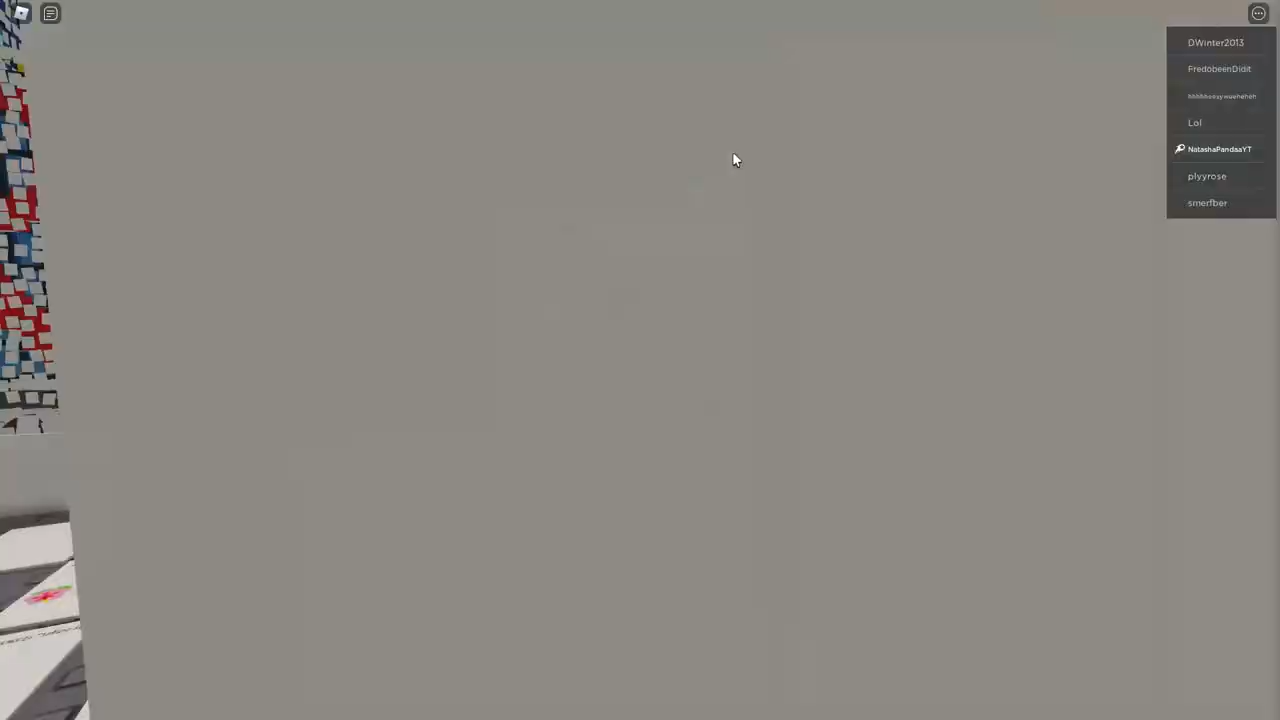 DWinter2013
FredobeenDidit
Lol
NatashaPandaaYT
plyyrose
smerfber